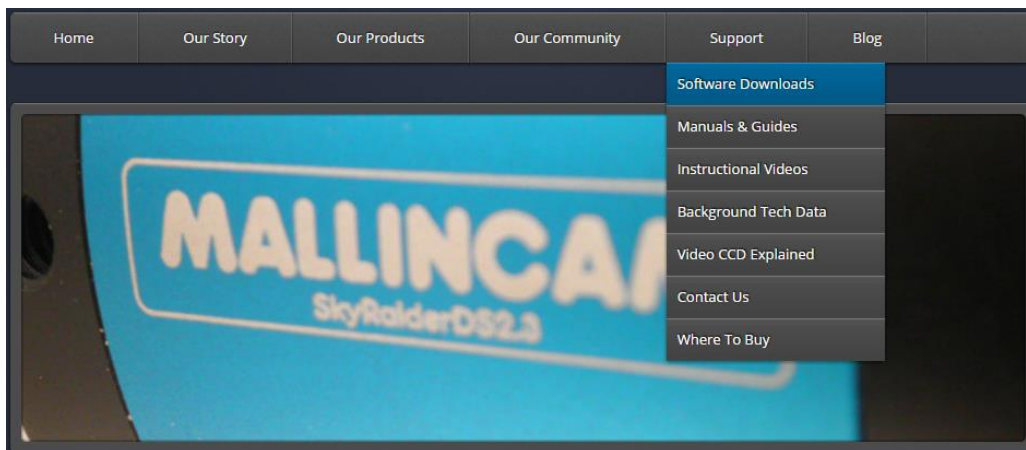 Home Our Story Our Products Our Community Support Blog
Software Downloads
Manuals & Guides
Instructional Videos
Background Tech Data
Video CCD Explained
Contact Us
Where To Buy
MALLINCA
SkyRaiderDS2.3